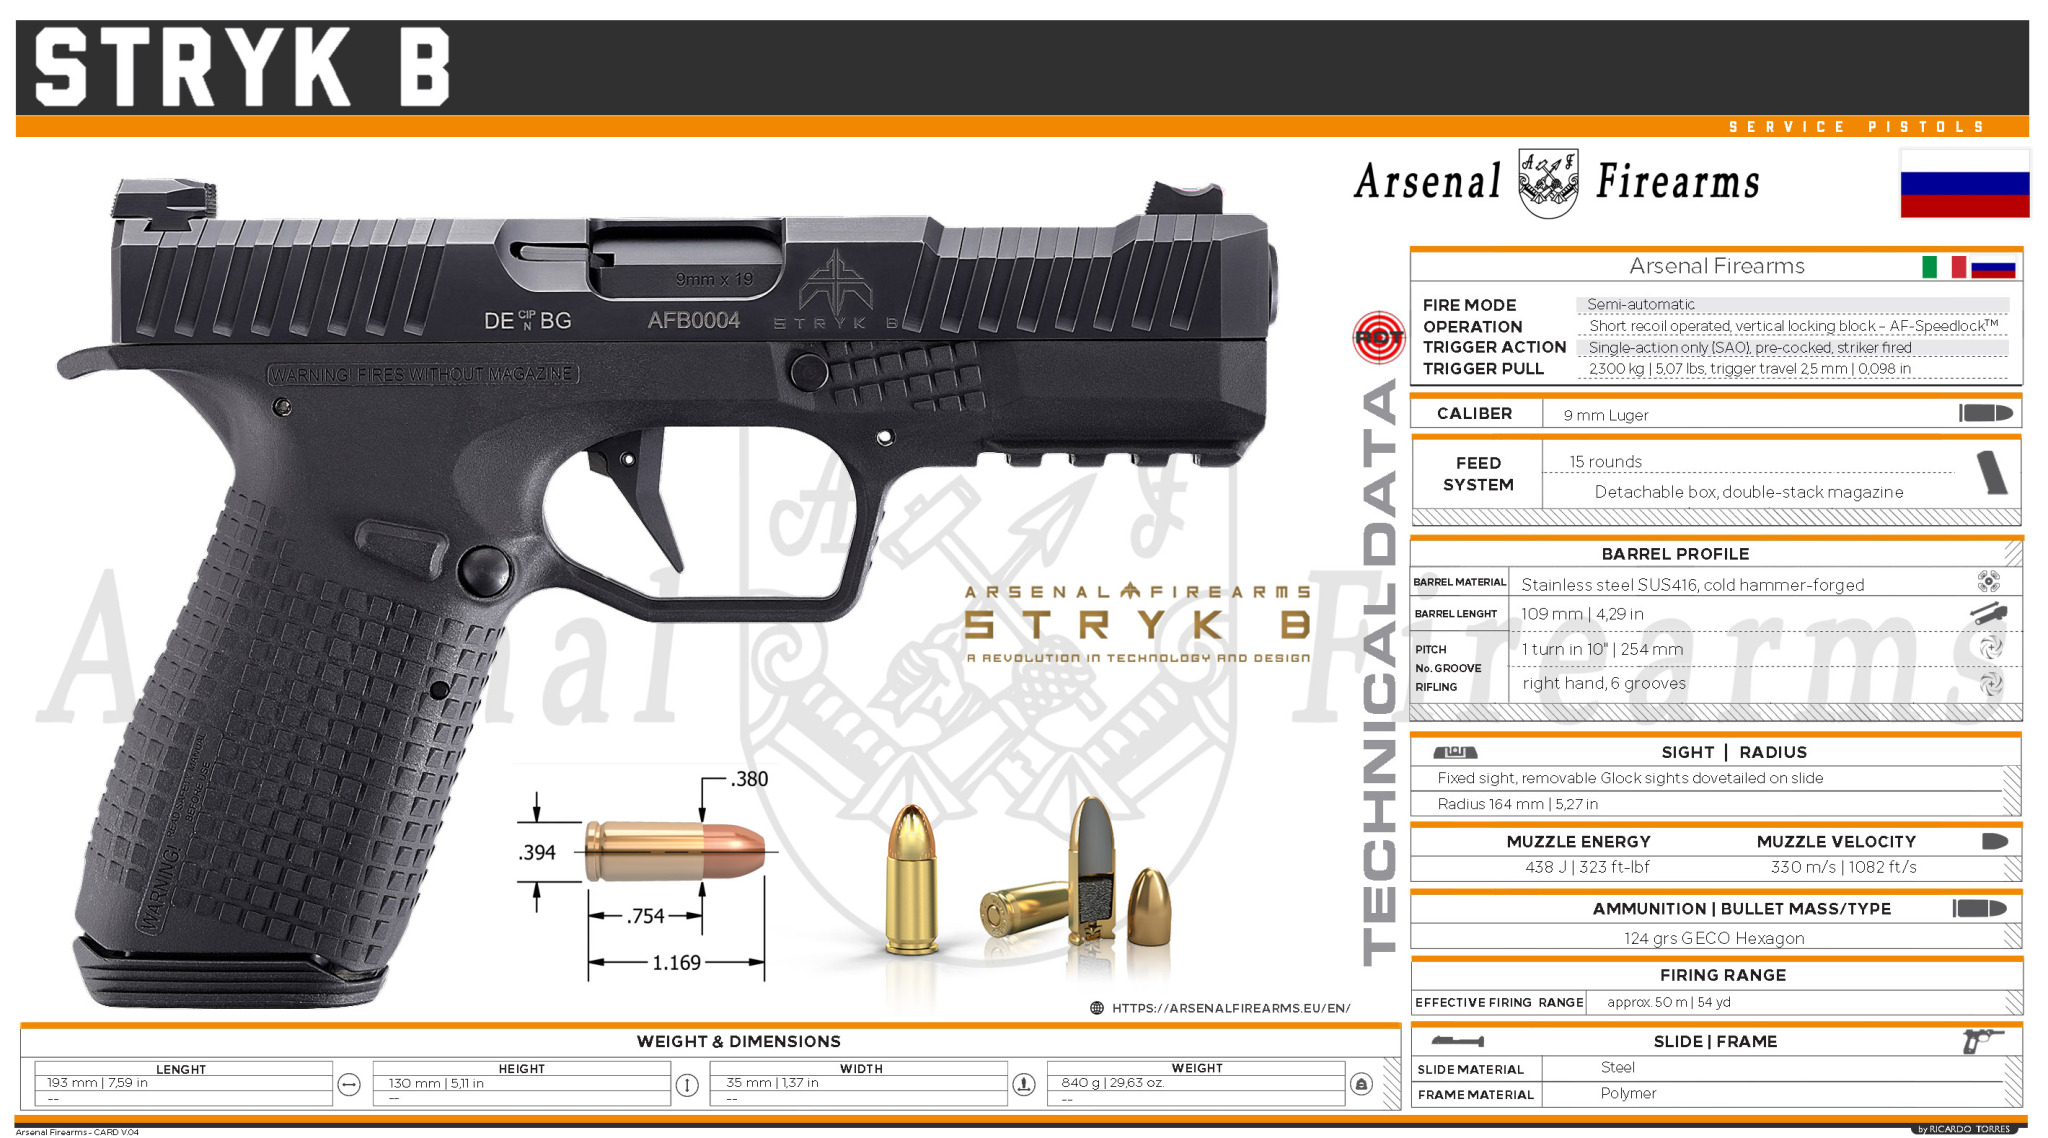 STRYK B
SERVICE PISTOLS
Arsenal A F Firearms
Arsenal Firearms
FIRE MODE Semi-automatic
OPERATION Short recoil operated, vertical locking block – AF-Speedlock™
TRIGGER ACTION Single-action only (SAO), pre-cocked, striker fired
TRIGGER PULL 2,300 kg | 5,07 lbs, trigger travel 2,5 mm | 0,098 in
RDT
TECHNICAL DATA
CALIBER 9 mm Luger
FEED SYSTEM 15 rounds
Detachable box, double-stack magazine
BARREL PROFILE
BARREL MATERIAL Stainless steel SUS416, cold hammer-forged
BARREL LENGHT 109 mm | 4,29 in
PITCH 1 turn in 10" | 254 mm
No. GROOVE
RIFLING right hand, 6 grooves
SIGHT | RADIUS
Fixed sight, removable Glock sights dovetailed on slide
Radius 164 mm | 5,27 in
MUZZLE ENERGY MUZZLE VELOCITY
438 J | 323 ft-lbf 330 m/s | 1082 ft/s
AMMUNITION | BULLET MASS/TYPE
124 grs GECO Hexagon
FIRING RANGE
EFFECTIVE FIRING RANGE approx. 50 m | 54 yd
SLIDE | FRAME
SLIDE MATERIAL Steel
FRAME MATERIAL Polymer
9mm x 19
DE CIP N BG AFB0004 STRYK B
WARNING! FIRES WITHOUT MAGAZINE
WARNING! READ SAFETY MANUAL
BEFORE USE
Arsenal A F Firearms
ARSENAL FIREARMS
STRYK B
A REVOLUTION IN TECHNOLOGY AND DESIGN
.380
.394
.754
1.169
HTTPS://ARSENALFIREARMS.EU/EN/
WEIGHT & DIMENSIONS
LENGHT HEIGHT WIDTH WEIGHT
193 mm | 7,59 in 130 mm | 5,11 in 35 mm | 1,37 in 840 g | 29,63 oz.
-- -- -- --
Arsenal Firearms - CARD V.04
by RICARDO TORRES